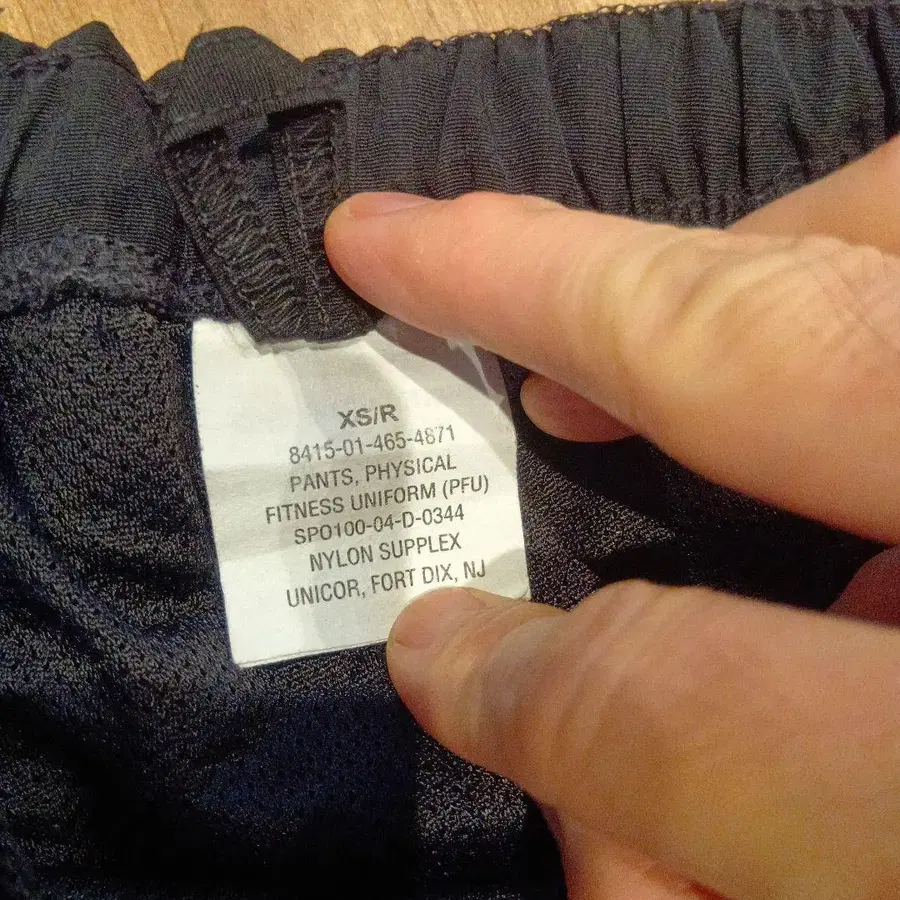 XS/R
8415-01-465-4871
PANTS, PHYSICAL
FITNESS UNIFORM (PFU)
SPO100-04-D-0344
NYLON SUPPLEX
UNICOR, FORT DIX, NJ